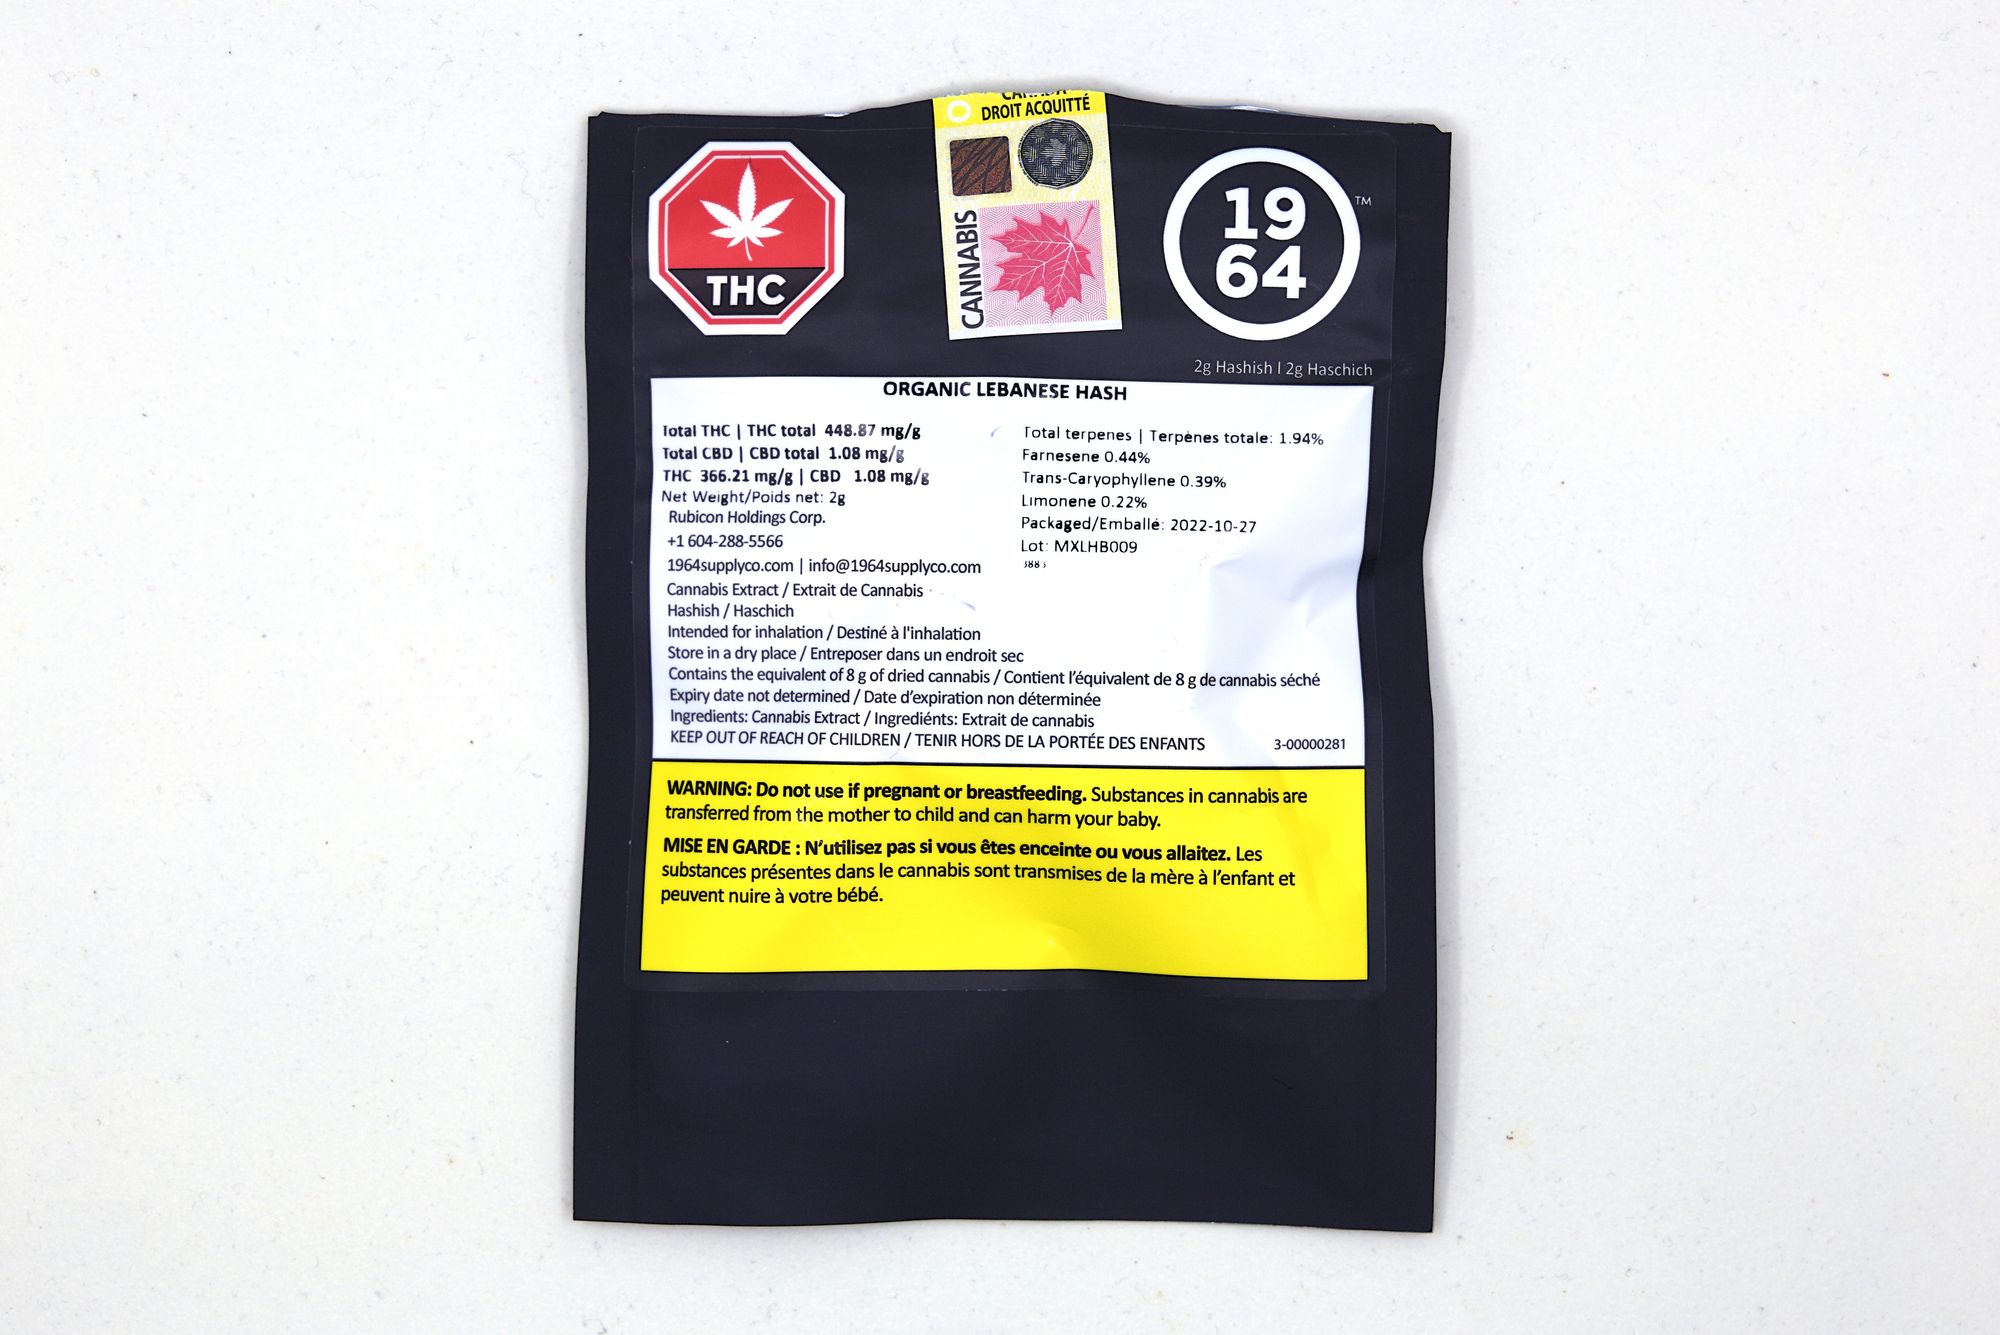 DROIT ACQUITTÉ
CANNABIS
THC
19
64
TM
2g Hashish | 2g Haschich
ORGANIC LEBANESE HASH
Total THC | THC total 448.87 mg/g
Total CBD | CBD total 1.08 mg/g
THC 366.21 mg/g | CBD 1.08 mg/g
Net Weight/Poids net: 2g
Rubicon Holdings Corp.
+1 604-288-5566
1964supplyco.com | info@1964supplyco.com
Total terpenes | Terpènes totale: 1.94%
Farnesene 0.44%
Trans-Caryophyllene 0.39%
Limonene 0.22%
Packaged/Emballé: 2022-10-27
Lot: MXLHB009
Cannabis Extract / Extrait de Cannabis
Hashish / Haschich
Intended for inhalation / Destiné à l'inhalation
Store in a dry place / Entreposer dans un endroit sec
Contains the equivalent of 8 g of dried cannabis / Contient l’équivalent de 8 g de cannabis séché
Expiry date not determined / Date d’expiration non déterminée
Ingredients: Cannabis Extract / Ingrediénts: Extrait de cannabis
KEEP OUT OF REACH OF CHILDREN / TENIR HORS DE LA PORTÉE DES ENFANTS 3-00000281
WARNING: Do not use if pregnant or breastfeeding. Substances in cannabis are
transferred from the mother to child and can harm your baby.
MISE EN GARDE : N’utilisez pas si vous êtes enceinte ou vous allaitez. Les
substances présentes dans le cannabis sont transmises de la mère à l’enfant et
peuvent nuire à votre bébé.